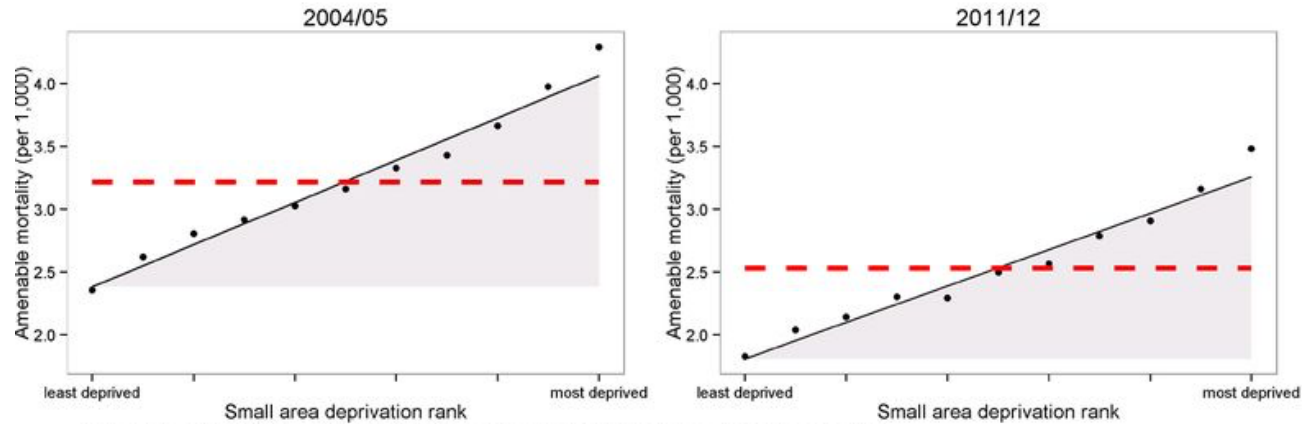 2004/05
Amenable mortality (per 1,000)
4.0
3.5
3.0
2.5
2.0
least deprived
most deprived
Small area deprivation rank
2011/12
Amenable mortality (per 1,000)
4.0
3.5
3.0
2.5
2.0
least deprived
most deprived
Small area deprivation rank